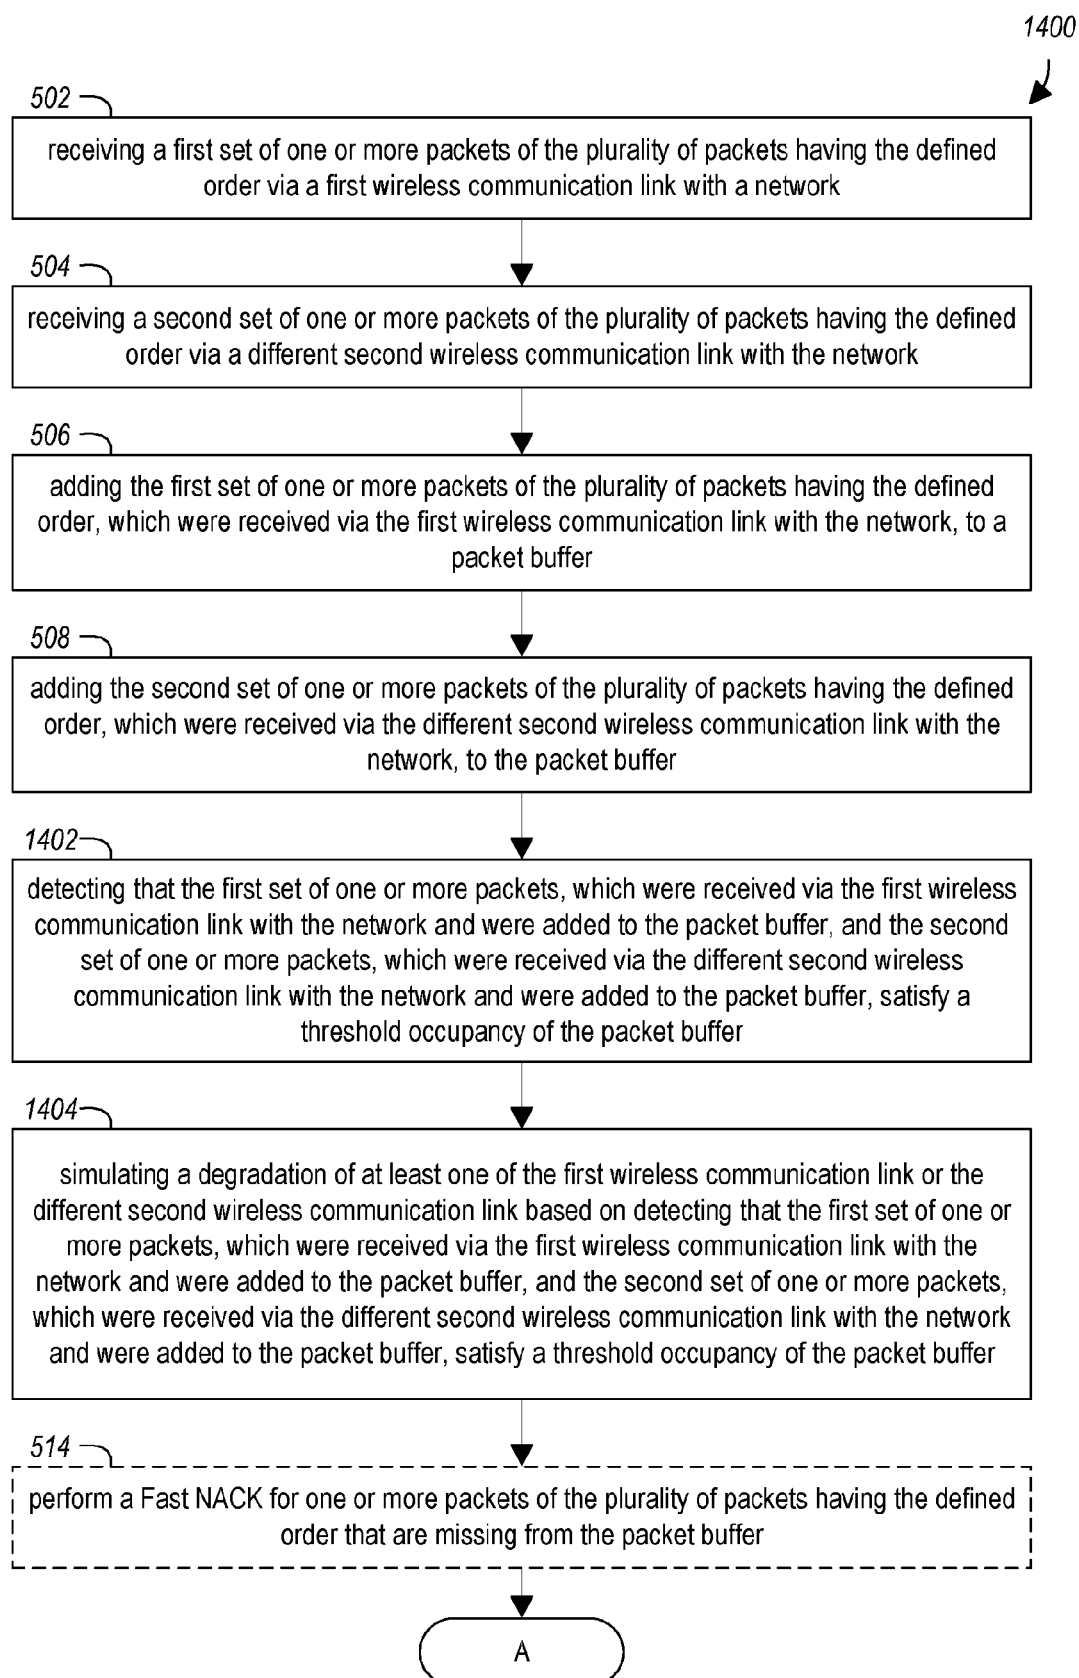 1400
502
receiving a first set of one or more packets of the plurality of packets having the defined
order via a first wireless communication link with a network
504
receiving a second set of one or more packets of the plurality of packets having the defined
order via a different second wireless communication link with the network
506
adding the first set of one or more packets of the plurality of packets having the defined
order, which were received via the first wireless communication link with the network, to a
packet buffer
508
adding the second set of one or more packets of the plurality of packets having the defined
order, which were received via the different second wireless communication link with the
network, to the packet buffer
1402
detecting that the first set of one or more packets, which were received via the first wireless
communication link with the network and were added to the packet buffer, and the second
set of one or more packets, which were received via the different second wireless
communication link with the network and were added to the packet buffer, satisfy a
threshold occupancy of the packet buffer
1404
simulating a degradation of at least one of the first wireless communication link or the
different second wireless communication link based on detecting that the first set of one or
more packets, which were received via the first wireless communication link with the
network and were added to the packet buffer, and the second set of one or more packets,
which were received via the different second wireless communication link with the network
and were added to the packet buffer, satisfy a threshold occupancy of the packet buffer
514
perform a Fast NACK for one or more packets of the plurality of packets having the defined
order that are missing from the packet buffer
A